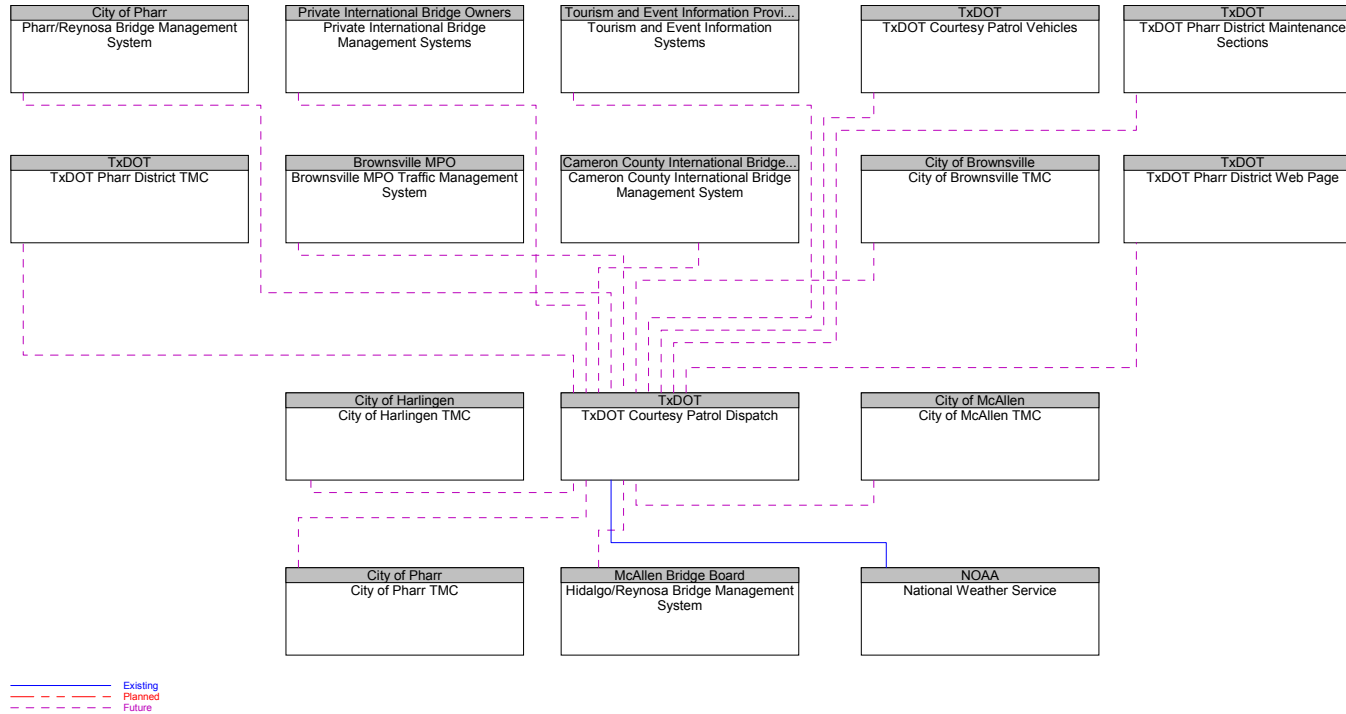 City of Pharr
Pharr/Reynosa Bridge Management
System
Private International Bridge Owners
Private International Bridge
Management Systems
Tourism and Event Information Provi...
Tourism and Event Information
Systems
TxDOT
TxDOT Courtesy Patrol Vehicles
TxDOT
TxDOT Pharr District Maintenance
Sections
TxDOT
TxDOT Pharr District TMC
Brownsville MPO
Brownsville MPO Traffic Management
System
Cameron County International Bridge...
Cameron County International Bridge
Management System
City of Brownsville
City of Brownsville TMC
TxDOT
TxDOT Pharr District Web Page
City of Harlingen
City of Harlingen TMC
TxDOT
TxDOT Courtesy Patrol Dispatch
City of McAllen
City of McAllen TMC
City of Pharr
City of Pharr TMC
McAllen Bridge Board
Hidalgo/Reynosa Bridge Management
System
NOAA
National Weather Service
Existing
Planned
Future